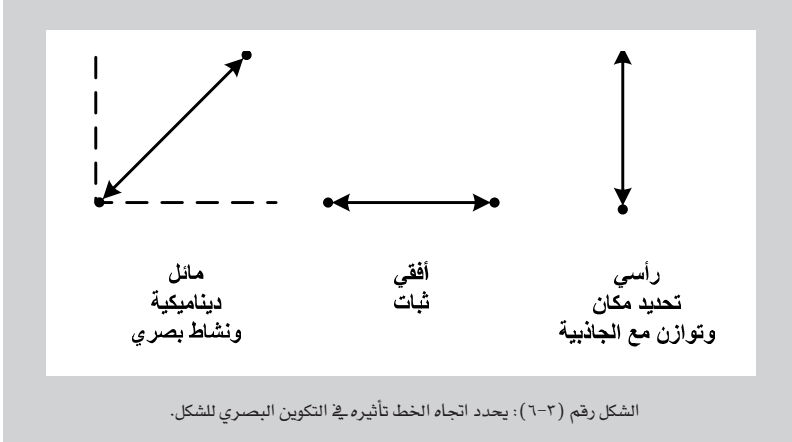 رأسي
تحديد مكان
وتوازن مع الجاذبية
أفقي
ثبات
مائل
ديناميكية
ونشاط بصري
الشكل رقم (٣-٦): يحدد اتجاه الخط تأثيره في التكوين البصري للشكل.